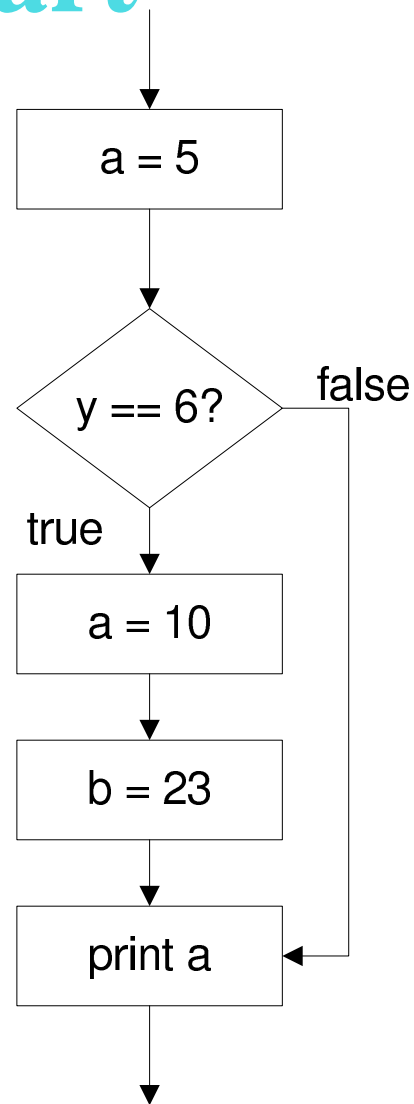 a = 5
y == 6?
false
true
a = 10
b = 23
print a